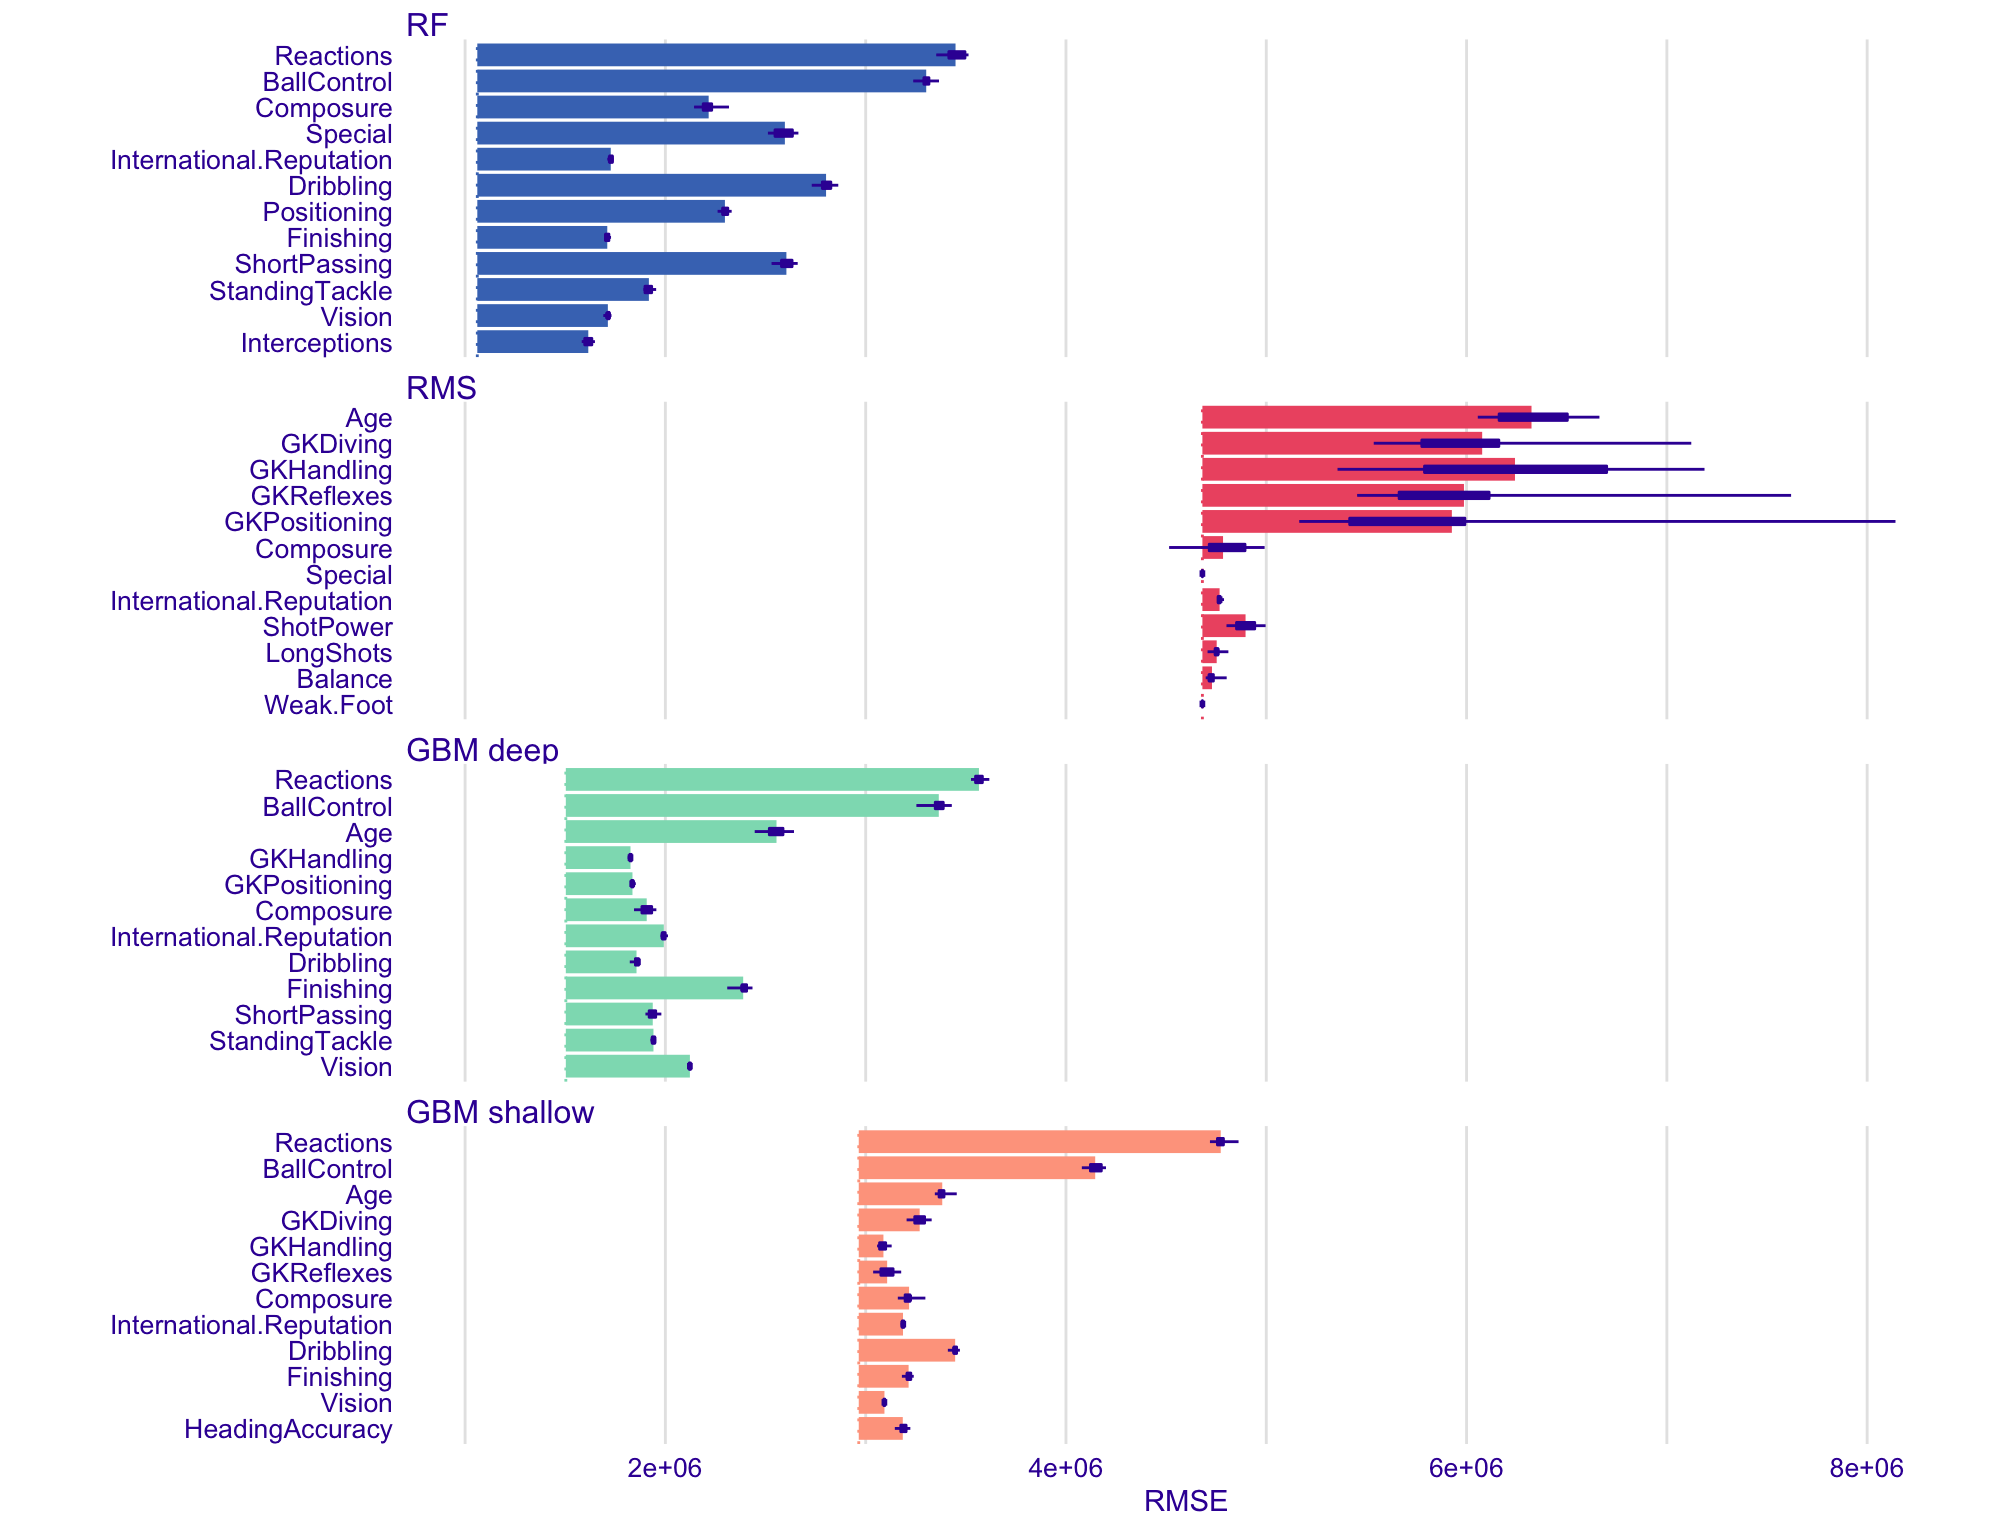 RF
Reactions
BallControl
Composure
Special
International.Reputation
Dribbling
Positioning
Finishing
ShortPassing
StandingTackle
Vision
Interceptions
RMS
Age
GKDiving
GKHandling
GKReflexes
GKPositioning
Composure
Special
International.Reputation
ShotPower
LongShots
Balance
Weak.Foot
GBM deep
Reactions
BallControl
Age
GKHandling
GKPositioning
Composure
International.Reputation
Dribbling
Finishing
ShortPassing
StandingTackle
Vision
GBM shallow
Reactions
BallControl
Age
GKDiving
GKHandling
GKReflexes
Composure
International.Reputation
Dribbling
Finishing
Vision
HeadingAccuracy
2e+06 4e+06 6e+06 8e+06
RMSE